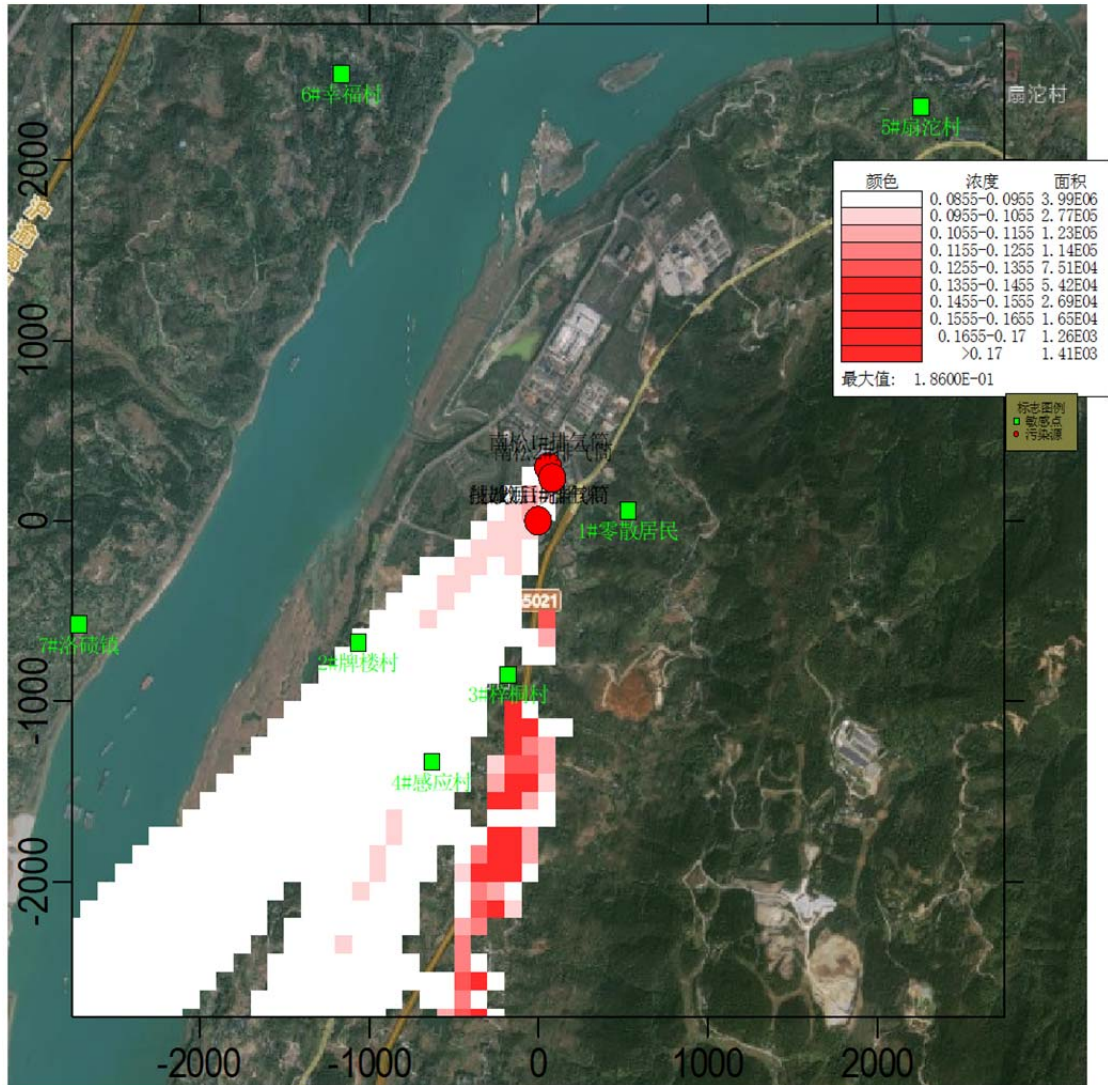 6#幸福村
扇沱村
5#扇沱村
颜色 浓度 面积
0.0855-0.0955 3.99E06
0.0955-0.1055 2.77E05
0.1055-0.1155 1.23E05
0.1155-0.1255 1.14E05
0.1255-0.1355 7.51E04
0.1355-0.1455 5.42E04
0.1455-0.1555 2.69E04
0.1555-0.1655 1.65E04
0.1655-0.17 1.26E03
>0.17 1.41E03
最大值: 1.8600E-01
标志图例
敏感点
污染源
2000
1000
0
-1000
-2000
南松1#排气筒
1#零散居民
5021
7#洛碛镇
2#牌楼村
3#梓桐村
4#感应村
-2000
-1000
0
1000
2000